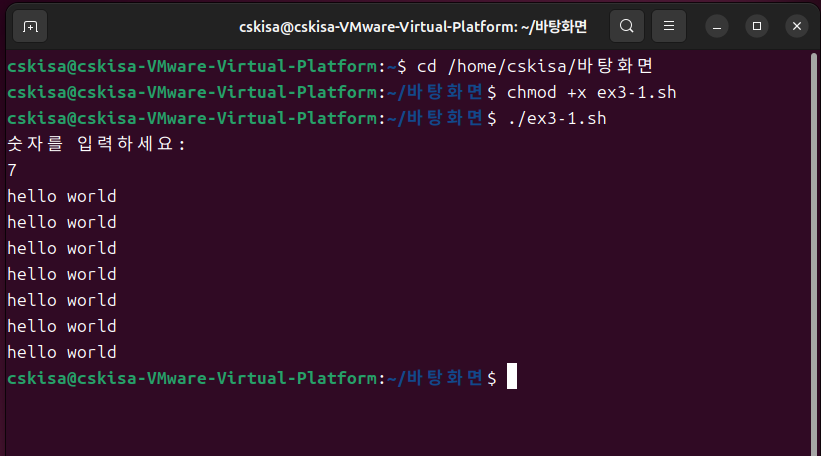 cskisa@cskisa-VMware-Virtual-Platform: ~/바탕화면
cskisa@cskisa-VMware-Virtual-Platform:~$ cd /home/cskisa/바탕화면
cskisa@cskisa-VMware-Virtual-Platform:~/바탕화면$ chmod +x ex3-1.sh
cskisa@cskisa-VMware-Virtual-Platform:~/바탕화면$ ./ex3-1.sh
숫자를 입력하세요:
7
hello world
hello world
hello world
hello world
hello world
hello world
hello world
cskisa@cskisa-VMware-Virtual-Platform:~/바탕화면$